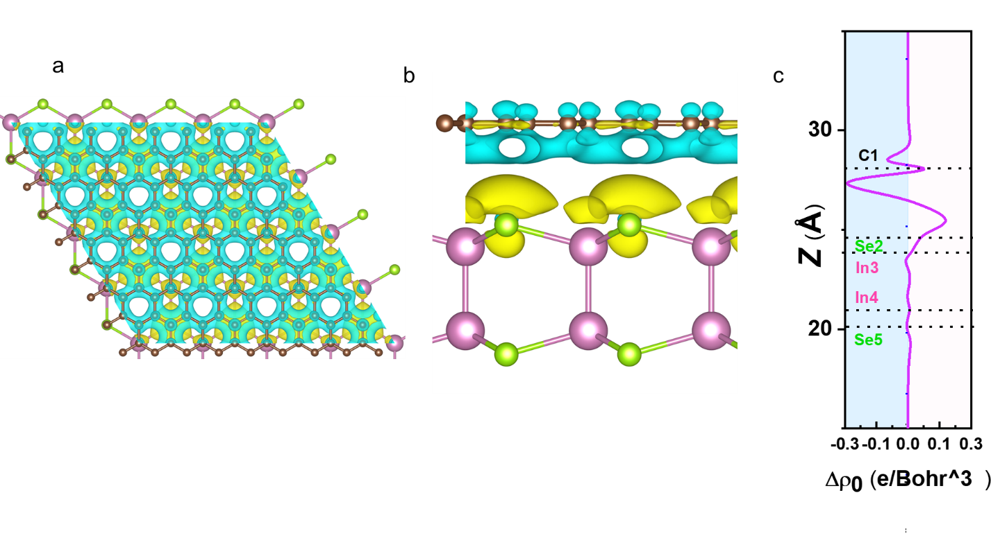 a
b
c
30
20
Z (Å)
C1
Se2
In3
In4
Se5
-0.3 -0.1 0.0 0.1 0.3
Δρ0 (e/Bohr^3 )